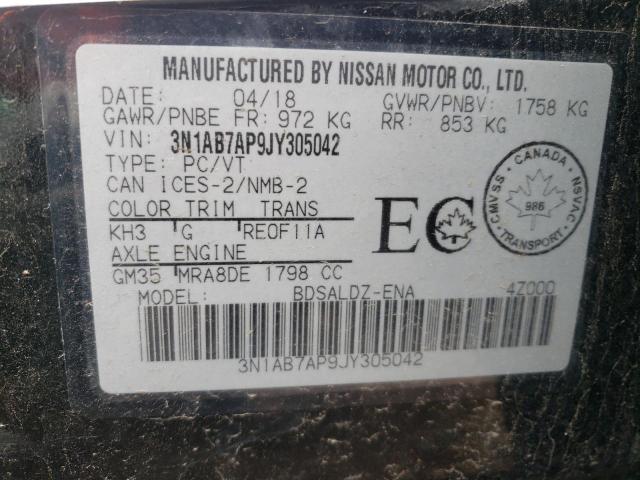 MANUFACTURED BY NISSAN MOTOR CO., LTD.
DATE: 04/18 GVWR/PNBV: 1758 KG
GAWR/PNBE FR: 972 KG RR: 853 KG
VIN: 3N1AB7AP9JY305042
TYPE: PC/VT
CAN ICES-2/NMB-2
COLOR TRIM TRANS
KH3 G RE0F11A
AXLE ENGINE
GM35 MRA8DE 1798 CC
MODEL: BDSALDZ-ENA 4Z000
3N1AB7AP9JY305042
EC
CANADA
CMVSS NSVAC
986
TRANSPORT